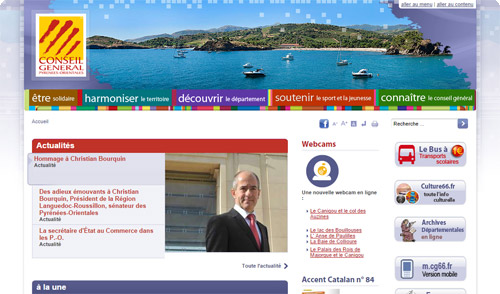 aller au menu | aller au contenu
CONSEIL
GENERAL
PYRENEES-ORIENTALES
être solidaire
harmoniser le territoire
découvrir le département
soutenir le sport et la jeunesse
connaître le conseil général
Accueil
Recherche ...
Actualités
Hommage à Christian Bourquin
Actualité
Des adieux émouvants à Christian
Bourquin, Président de la Région
Languedoc-Roussillon, sénateur des
Pyrénées-Orientales
Actualité
La secrétaire d'État au Commerce dans
les P.-O.
Actualité
Toute l'actualité
à la une
Webcams
Une nouvelle webcam en
ligne :
Le Canigou et le col des
Auzines
Le lac des Bouillouses
L' Anse de Paulilles
La Baie de Collioure
Le Palais des Rois de
Majorque et le Canigou
Accent Catalan n° 84
Le Bus à 1€
Transports
scolaires
Culture66.fr
toute l'info
culturelle
Archives
Départementales
en ligne
m.cg66.fr
Version mobile